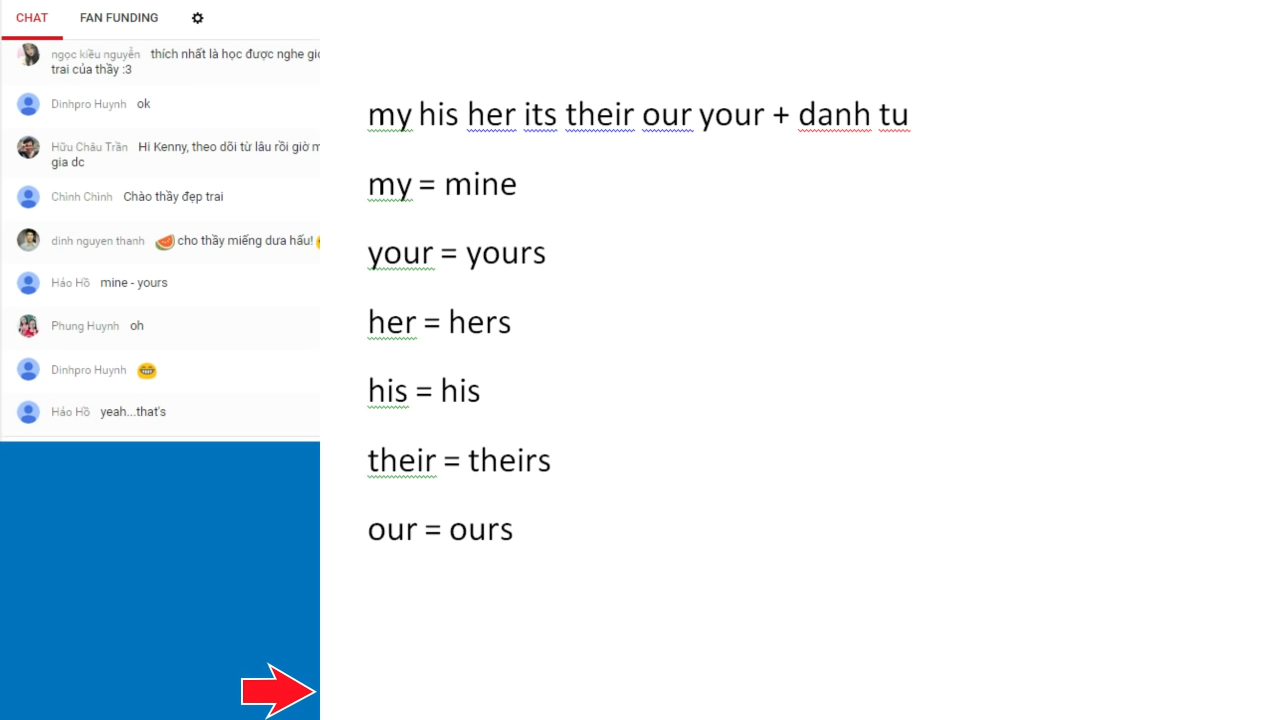 CHAT FAN FUNDING
ngọc kiều nguyễn thích nhất là học được nghe
trai của thầy :3
Dinhpro Huynh ok
Hữu Châu Trần Hi Kenny, theo dõi từ lâu rồi giờ
gia dc
Chinh Chình Chào thầy đẹp trai
dinh nguyen thanh 🍉 cho thầy miếng dưa hấu!
Hảo Hồ mine - yours
Phung Huynh oh
Dinhpro Huynh 😂
Hảo Hồ yeah...that's
my his her its their our your + danh tu
my = mine
your = yours
her = hers
his = his
their = theirs
our = ours